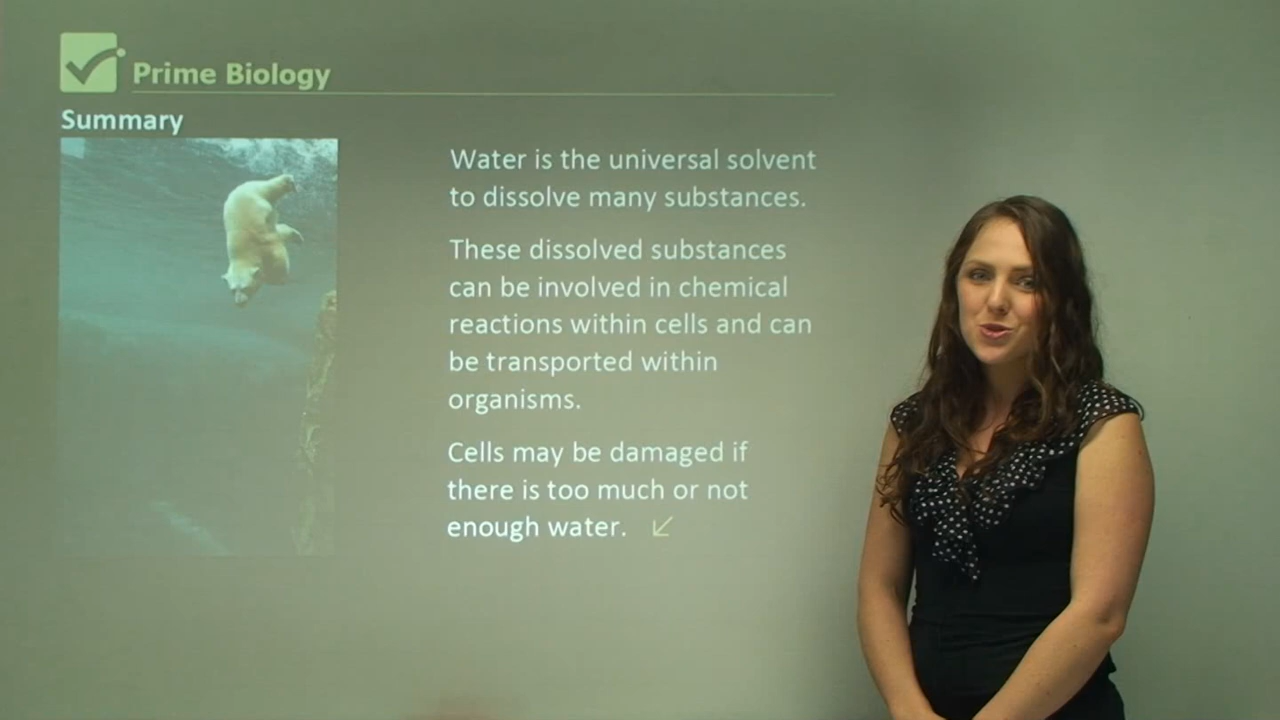 Prime Biology
Summary
Water is the universal solvent
to dissolve many substances.
These dissolved substances
can be involved in chemical
reactions within cells and can
be transported within
organisms.
Cells may be damaged if
there is too much or not
enough water.